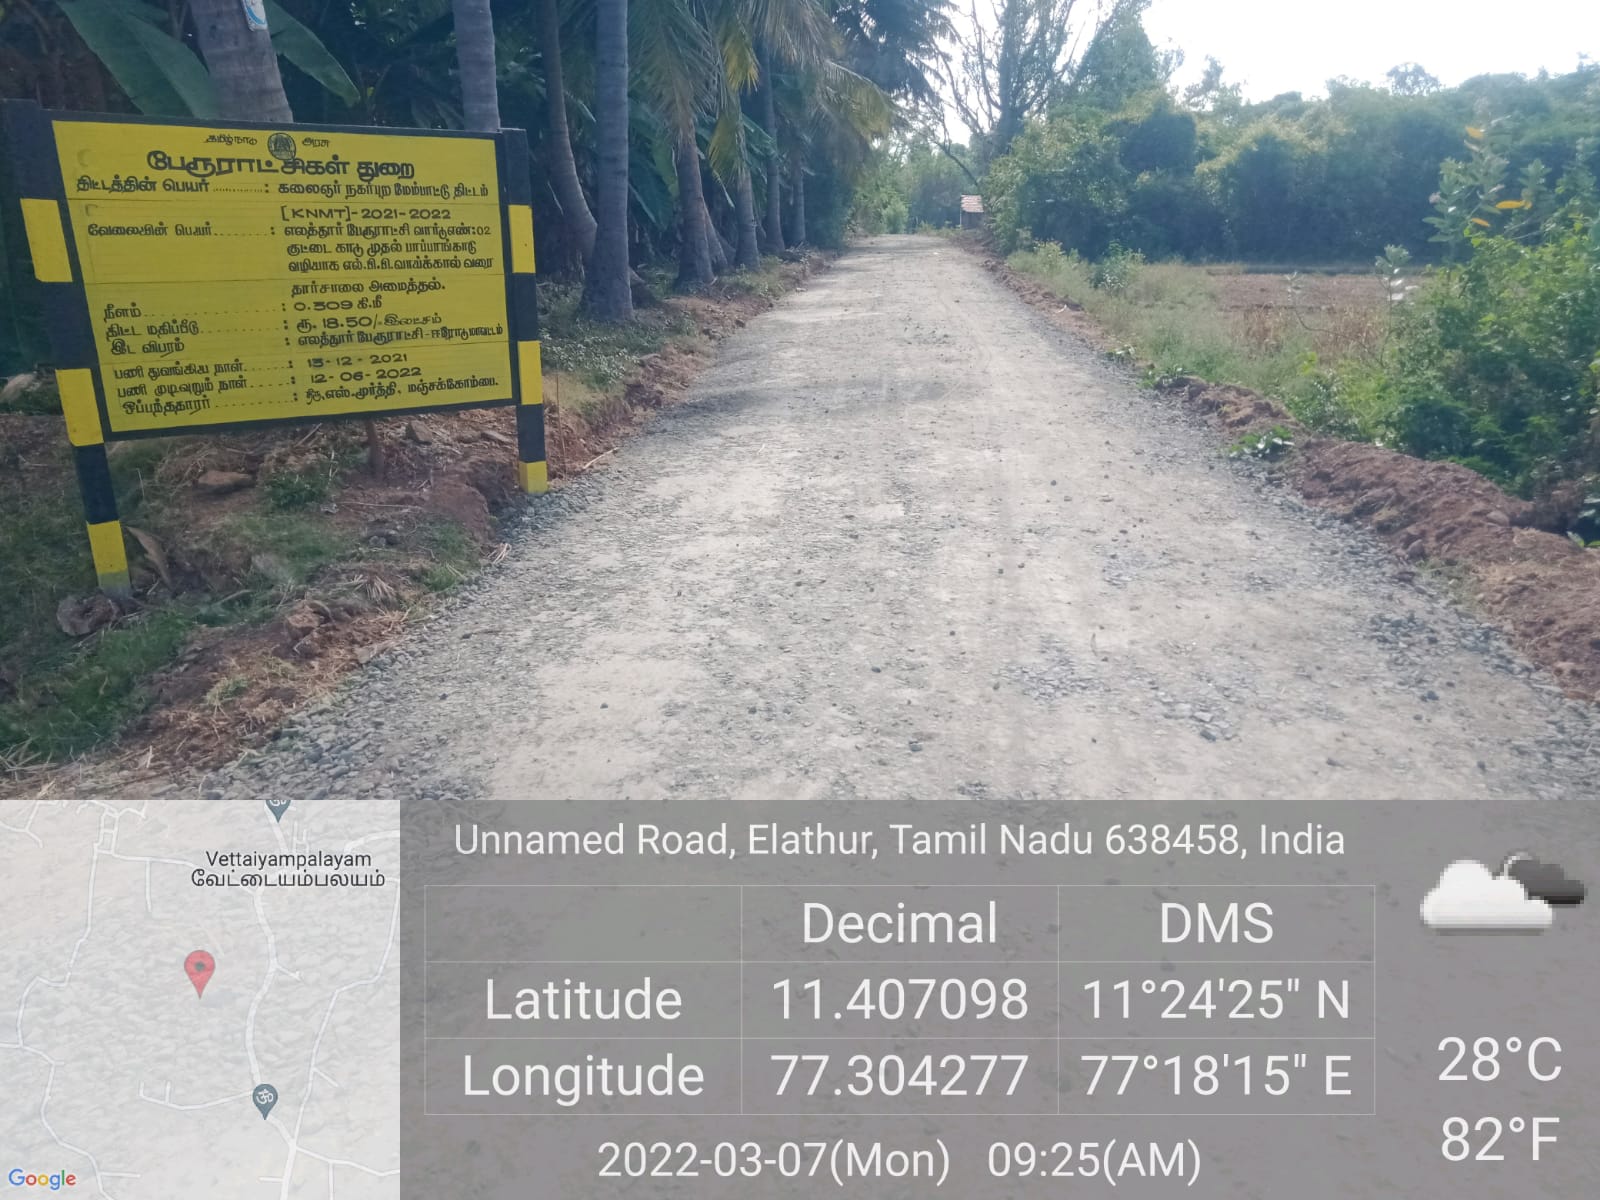 தமிழ்நாடு அரசு
பேரூராட்சிகள் துறை
திட்டத்தின் பெயர் ............ : கலைஞர் நகர்புற மேம்பாட்டு திட்டம்
[KNMT]-2021-2022
வேலையின் பெயர் .......... : எலத்தூர் பேரூராட்சி வார்டுஎண்:02
குட்டை காடு முதல் பாப்பாங்காடு
வழியாக எல்.பி.பி.வாய்க்கால் வரை
தார்சாலை அமைத்தல்.
நீளம் .................... : 0.309 கி.மீ
திட்ட மதிப்பீடு ............ : ரூ. 18.50/-இலட்சம்
இட விபரம் : எலத்தூர் பேரூராட்சி-ஈரோடுமாவட்டம்
பணி துவங்கிய நாள் ........ : 13-12-2021
பணி முடிவுறும் நாள் ...... : 12-06-2022
ஒப்பந்ததாரர் ............ : திரு.எஸ்.மூர்த்தி, மஞ்சக்கோம்பை.
Vettaiyampalayam
வேட்டையம்பலயம்
Google
Unnamed Road, Elathur, Tamil Nadu 638458, India
Decimal DMS
Latitude 11.407098 11°24'25" N
Longitude 77.304277 77°18'15" E
2022-03-07(Mon) 09:25(AM)
28°C
82°F